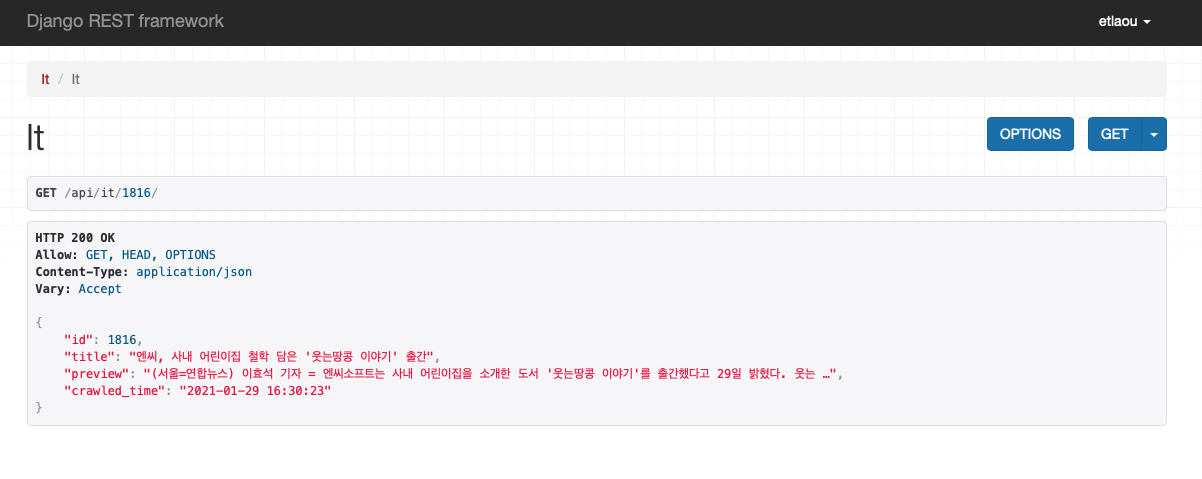 Django REST framework
etlaou
It / It
It
OPTIONS
GET
GET /api/it/1816/
HTTP 200 OK
Allow: GET, HEAD, OPTIONS
Content-Type: application/json
Vary: Accept
{
"id": 1816,
"title": "엔씨, 사내 어린이집 철학 담은 '웃는땅콩 이야기' 출간",
"preview": "(서울=연합뉴스) 이효석 기자 = 엔씨소프트는 사내 어린이집을 소개한 도서 '웃는땅콩 이야기'를 출간했다고 29일 밝혔다. 웃는 …",
"crawled_time": "2021-01-29 16:30:23"
}